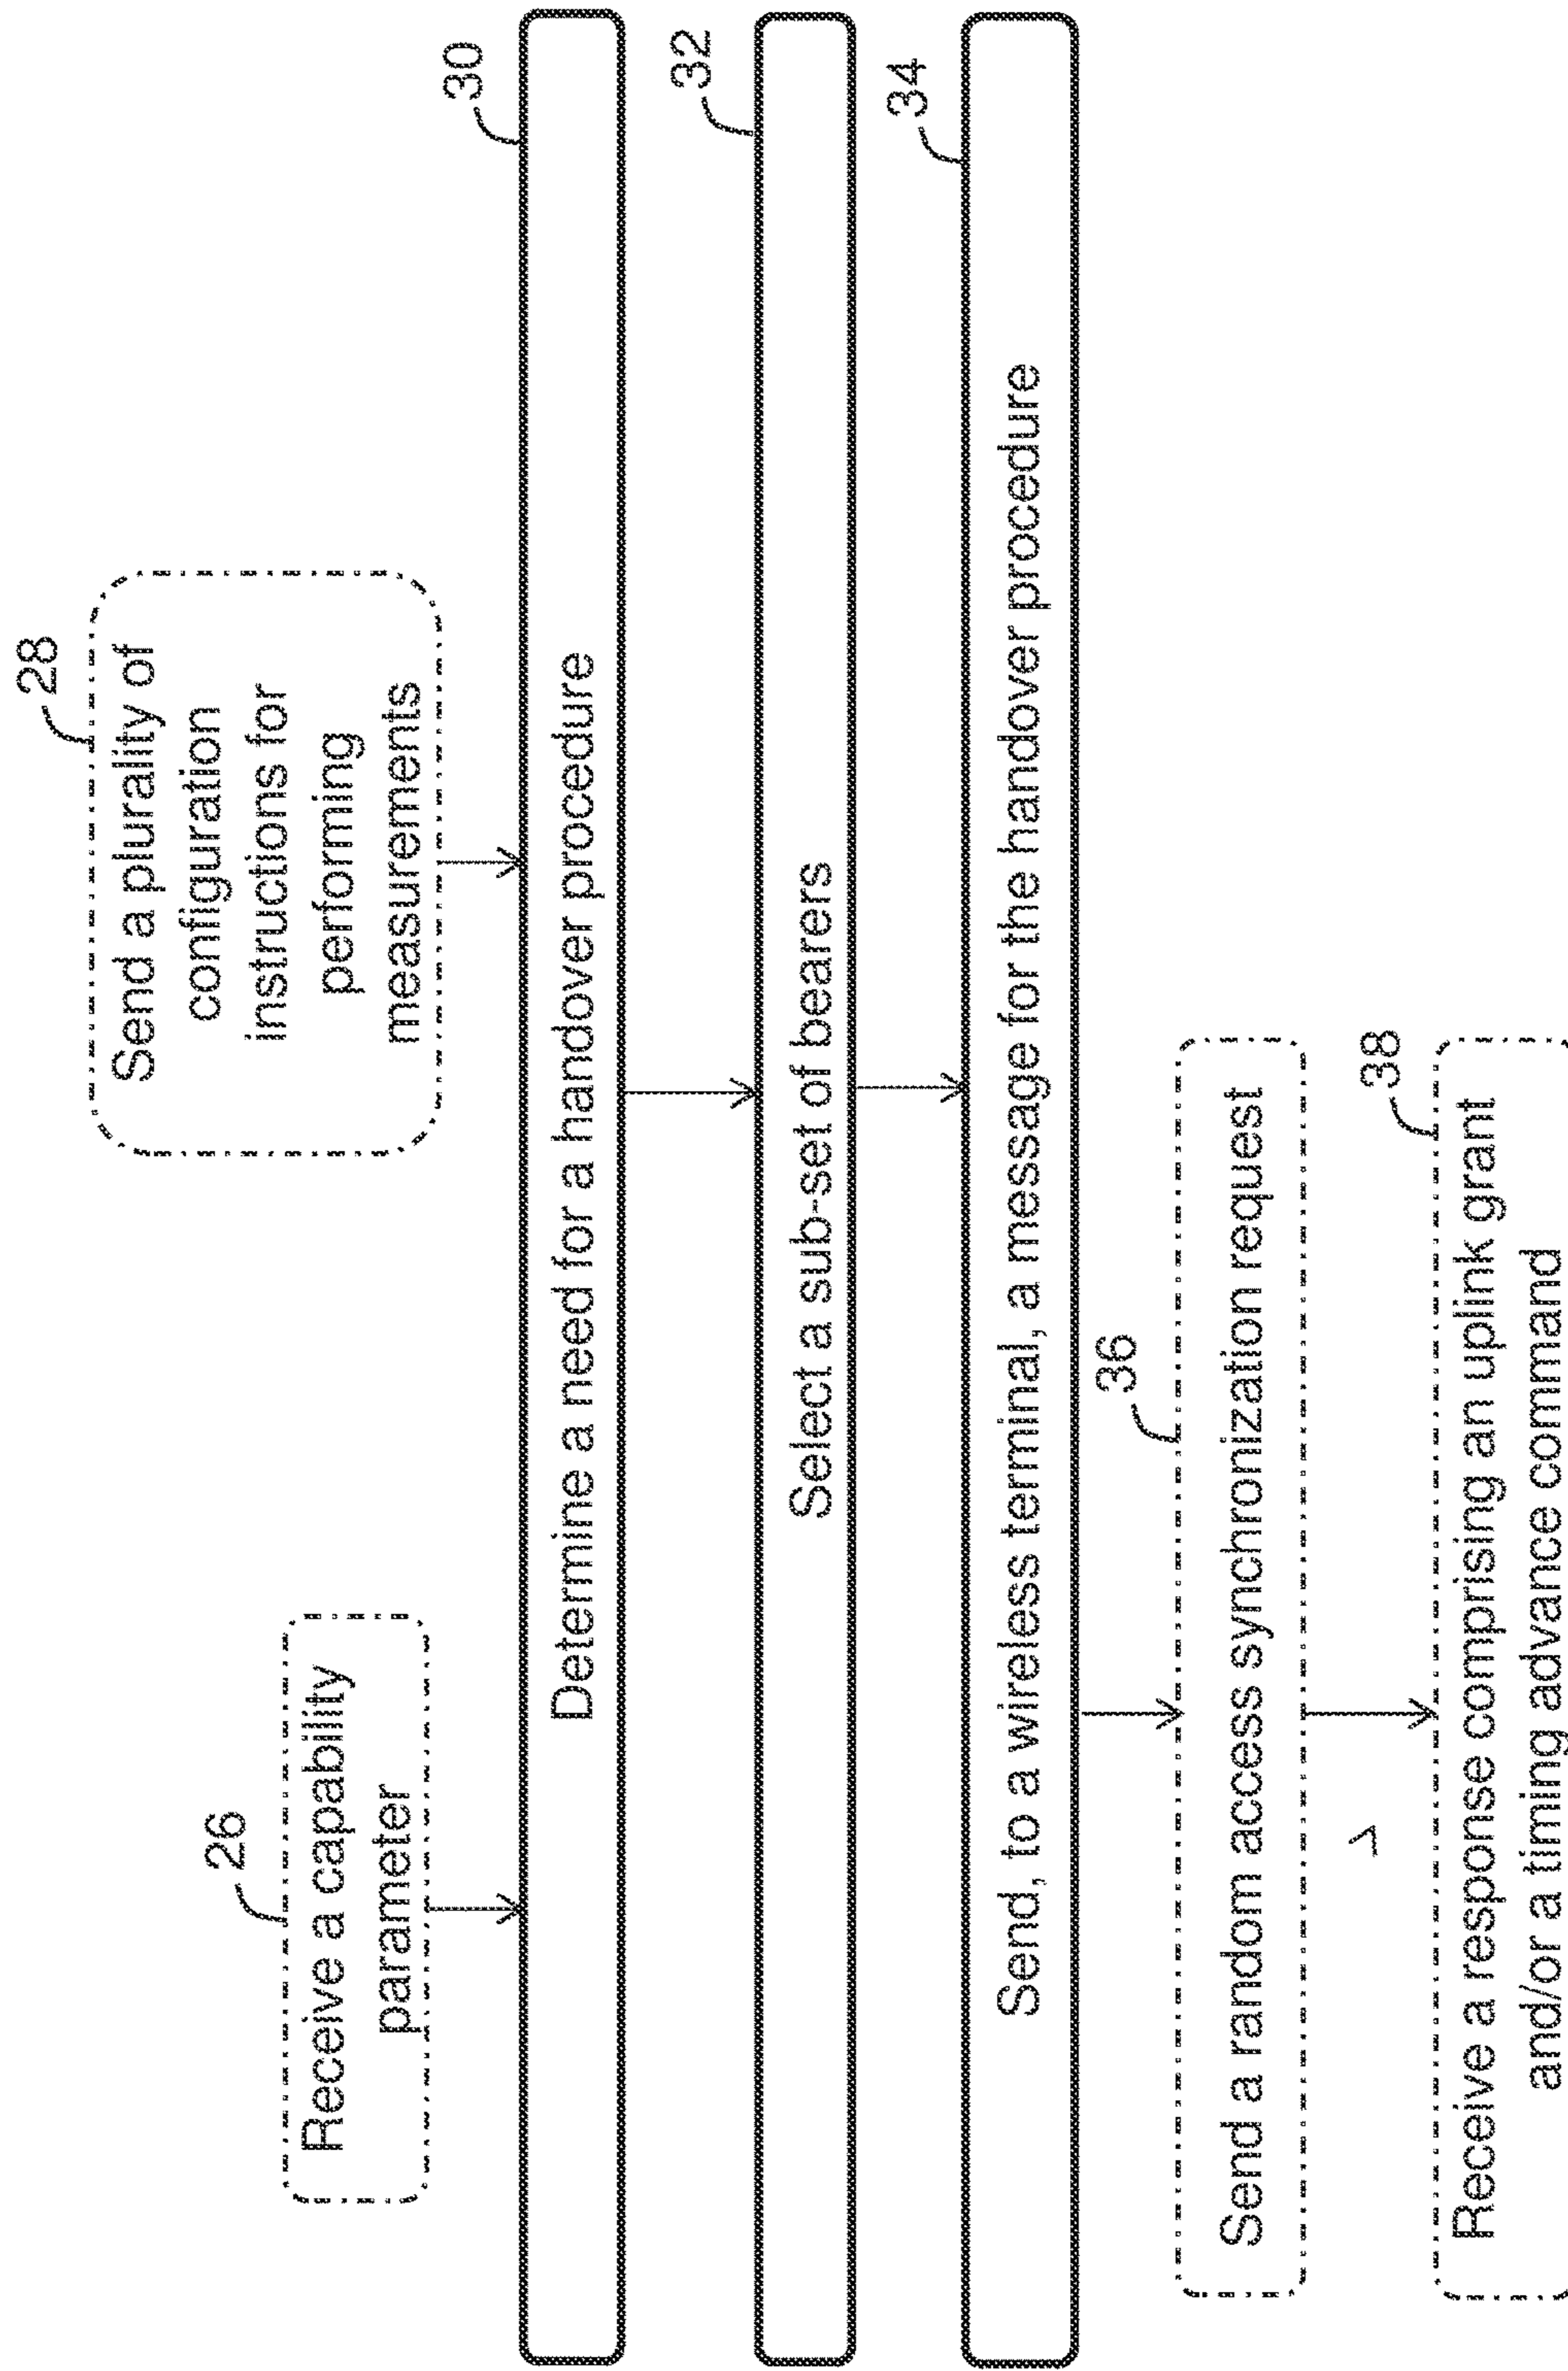 26
Receive a capability
parameter
28
Send a plurality of
configuration
instructions for
performing
measurements
30
Determine a need for a handover procedure
32
Select a sub-set of bearers
34
Send, to a wireless terminal, a message for the handover procedure
36
Send a random access synchronization request
38
Receive a response comprising an uplink grant
and/or a timing advance command